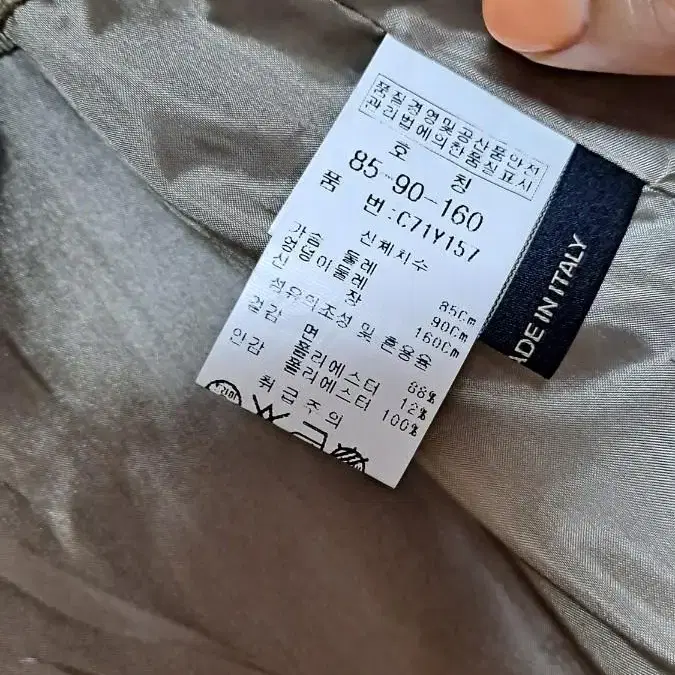 품질경영및공산품안전
관리법에의한품질표시
호 칭
85-90-160
품 번:C71Y157
신체치수
가슴 둘레 85Cm
엉덩이둘레 90Cm
신 장 160Cm
섬유의조성 및 혼용율
겉감 면 88%
폴리에스터 12%
안감 폴리에스터 100%
취급주의
MADE IN ITALY